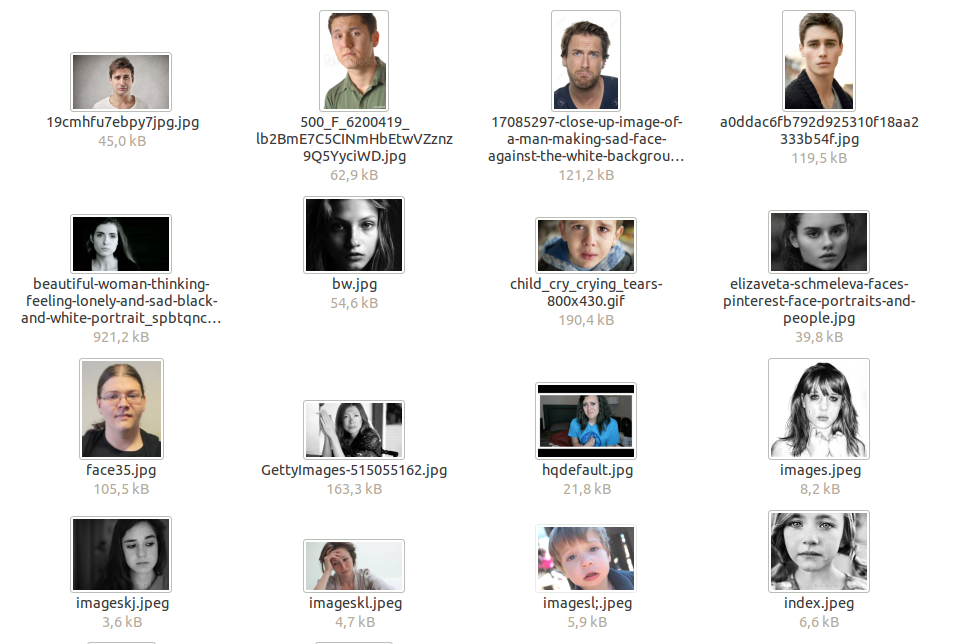 19cmhfu7ebpy7jpg.jpg
45,0 kB
500_F_6200419_
lb2BmE7C5CINmHbEtwVZznz
9Q5YyciWD.jpg
62,9 kB
17085297-close-up-image-of-
a-man-making-sad-face-
against-the-white-backgrou…
121,2 kB
a0ddac6fb792d925310f18aa2
333b54f.jpg
119,5 kB
beautiful-woman-thinking-
feeling-lonely-and-sad-black-
and-white-portrait_spbtqnc…
921,2 kB
bw.jpg
54,6 kB
child_cry_crying_tears-
800x430.gif
190,4 kB
elizaveta-schmeleva-faces-
pinterest-face-portraits-and-
people.jpg
39,8 kB
face35.jpg
105,5 kB
GettyImages-515055162.jpg
163,3 kB
hqdefault.jpg
21,8 kB
images.jpeg
8,2 kB
imageskj.jpeg
3,6 kB
imageskl.jpeg
4,7 kB
imagesl;.jpeg
5,9 kB
index.jpeg
6,6 kB